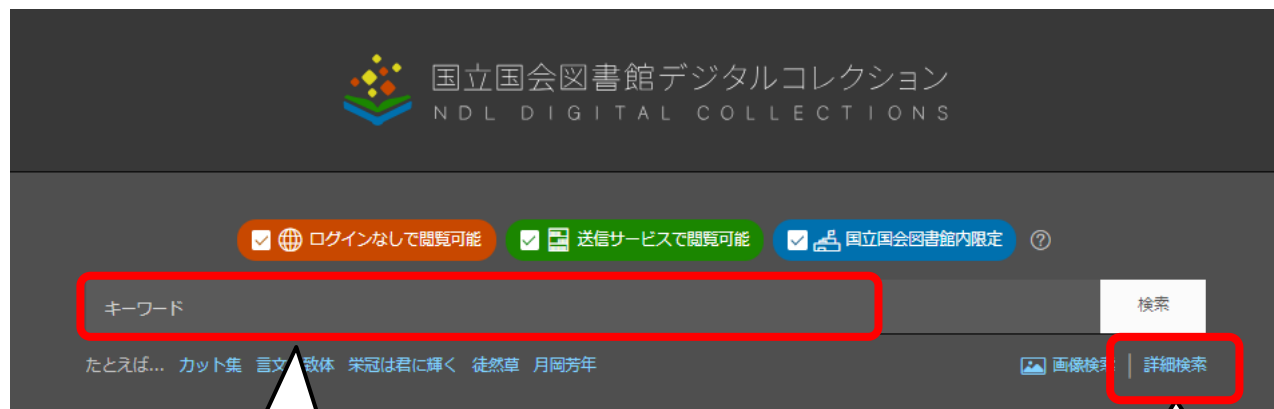 国立国会図書館デジタルコレクション
NDL DIGITAL COLLECTIONS
ログインなしで閲覧可能 送信サービスで閲覧可能 国立国会図書館内限定 ?
キーワード 検索
たとえば... カット集 言文 致体 栄冠は君に輝く 徒然草 月岡芳年 画像検索 | 詳細検索